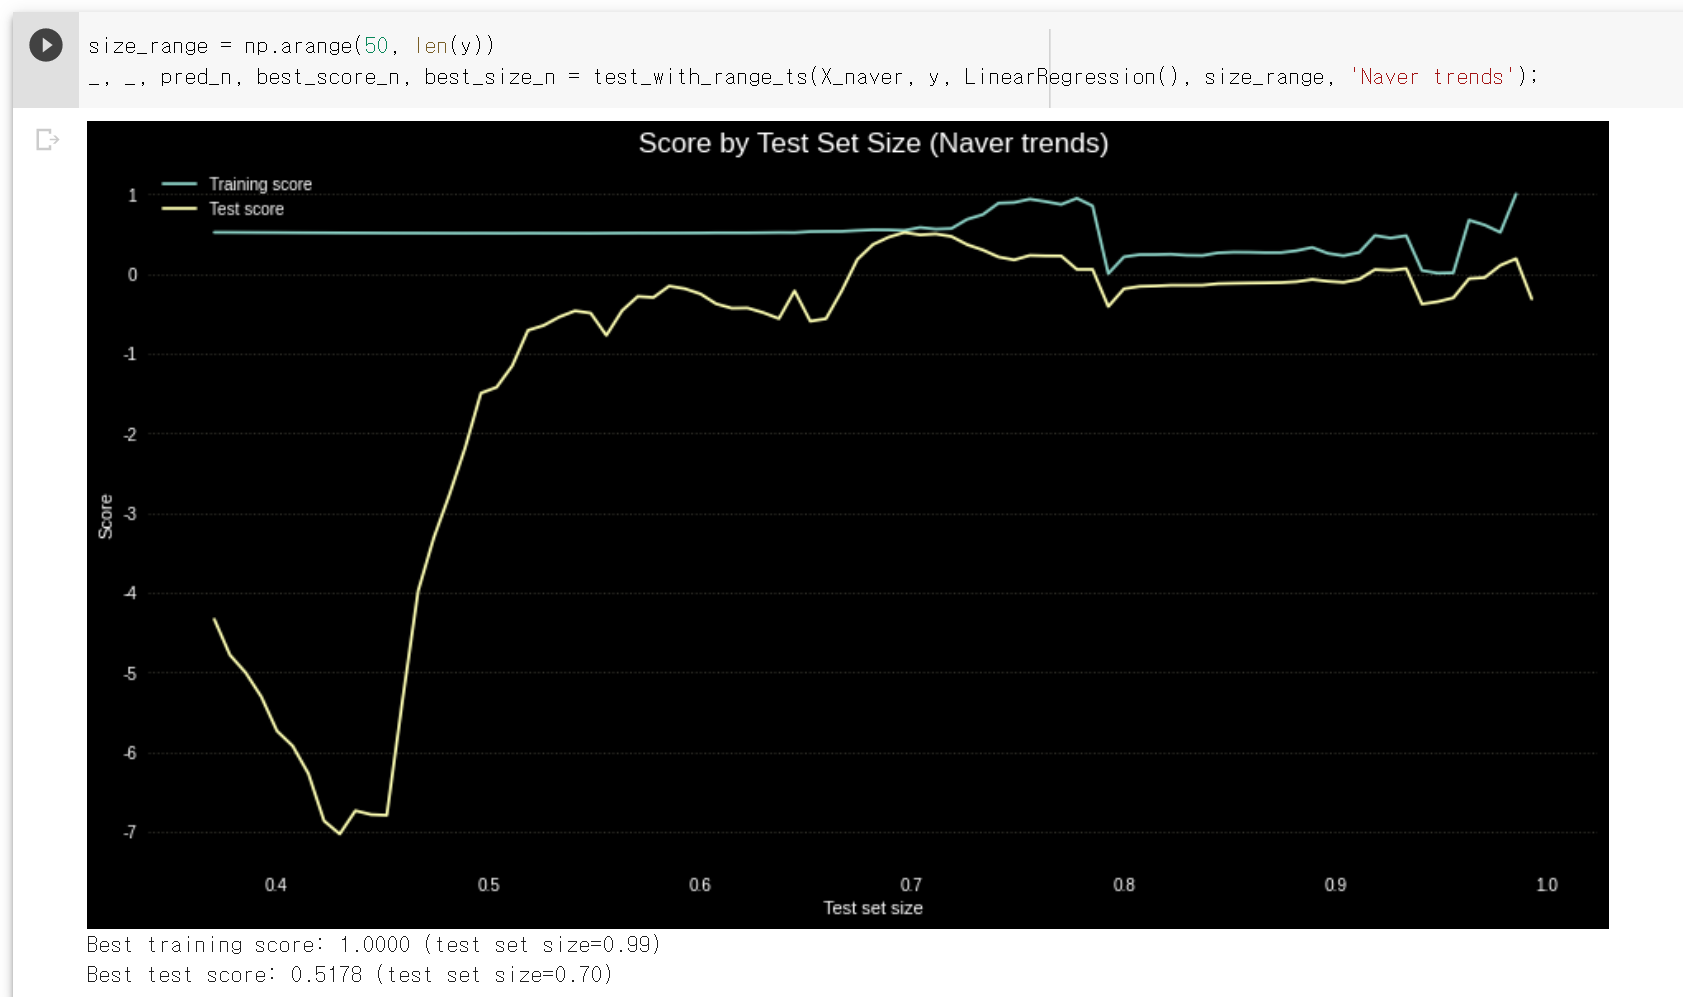 size_range = np.arange(50, len(y))
_, _, pred_n, best_score_n, best_size_n = test_with_range_ts(X_naver, y, LinearRegression(), size_range, 'Naver trends');
Score by Test Set Size (Naver trends)
Training score
Test score
1
0
-1
-2
-3
-4
-5
-6
-7
Score
0.4 0.5 0.6 0.7 0.8 0.9 1.0
Test set size
Best training score: 1.0000 (test set size=0.99)
Best test score: 0.5178 (test set size=0.70)